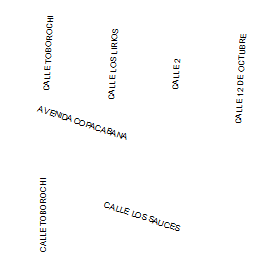 CALLE TOBOROCHI
CALLE LOS LIRIOS
CALLE 2
CALLE 12 DE OCTUBRE
AVENIDA COPACABANA
CALLE TOBOROCHI
CALLE LOS SAUCES